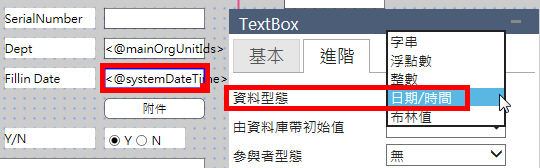 SerialNumber
Dept
<@mainOrgUnitIds>
Fillin Date
<@systemDateTime>
附件
Y/N
Y
N
TextBox
基本
進階
資料型態
字串
浮點數
整數
日期/時間
布林值
由資料庫帶初始值
參與者型態
無